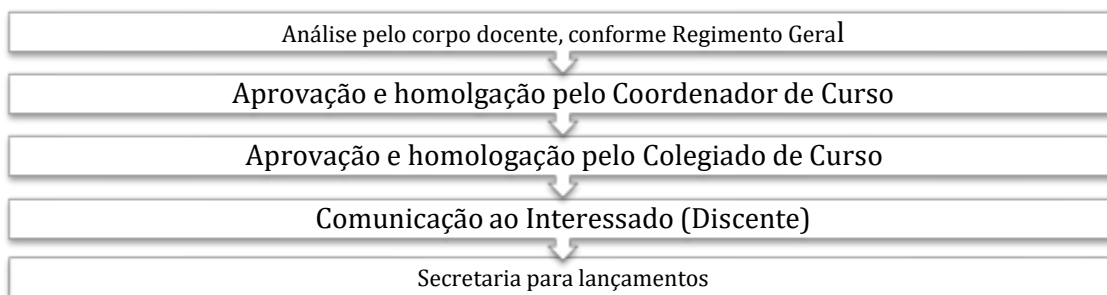 Análise pelo corpo docente, conforme Regimento Geral
Aprovação e homolgação pelo Coordenador de Curso
Aprovação e homologação pelo Colegiado de Curso
Comunicação ao Interessado (Discente)
Secretaria para lançamentos